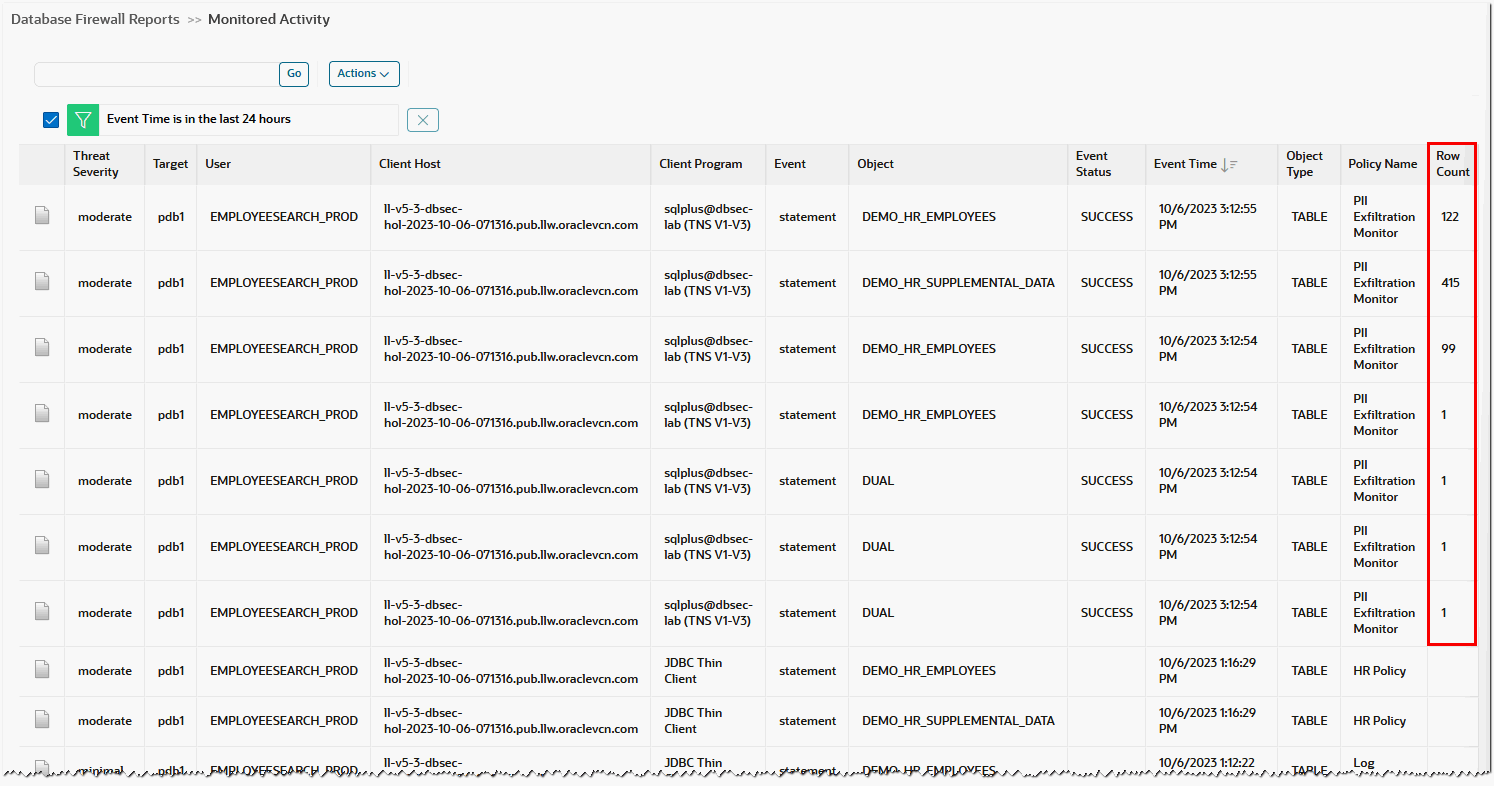 Database Firewall Reports >> Monitored Activity
Go
Actions
Event Time is in the last 24 hours
Threat Severity Target User Client Host Client Program Event Object Event Status Event Time Object Type Policy Name Row Count
moderate pdb1 EMPLOYEESEARCH_PROD ll-v5-3-dbsec-hol-2023-10-06-071316.pub.llw.oraclevcn.com sqlplus@dbsec-lab (TNS V1-V3) statement DEMO_HR_EMPLOYEES SUCCESS 10/6/2023 3:12:55 PM TABLE PII Exfiltration Monitor 122
moderate pdb1 EMPLOYEESEARCH_PROD ll-v5-3-dbsec-hol-2023-10-06-071316.pub.llw.oraclevcn.com sqlplus@dbsec-lab (TNS V1-V3) statement DEMO_HR_SUPPLEMENTAL_DATA SUCCESS 10/6/2023 3:12:55 PM TABLE PII Exfiltration Monitor 415
moderate pdb1 EMPLOYEESEARCH_PROD ll-v5-3-dbsec-hol-2023-10-06-071316.pub.llw.oraclevcn.com sqlplus@dbsec-lab (TNS V1-V3) statement DEMO_HR_EMPLOYEES SUCCESS 10/6/2023 3:12:54 PM TABLE PII Exfiltration Monitor 99
moderate pdb1 EMPLOYEESEARCH_PROD ll-v5-3-dbsec-hol-2023-10-06-071316.pub.llw.oraclevcn.com sqlplus@dbsec-lab (TNS V1-V3) statement DEMO_HR_EMPLOYEES SUCCESS 10/6/2023 3:12:54 PM TABLE PII Exfiltration Monitor 1
moderate pdb1 EMPLOYEESEARCH_PROD ll-v5-3-dbsec-hol-2023-10-06-071316.pub.llw.oraclevcn.com sqlplus@dbsec-lab (TNS V1-V3) statement DUAL SUCCESS 10/6/2023 3:12:54 PM TABLE PII Exfiltration Monitor 1
moderate pdb1 EMPLOYEESEARCH_PROD ll-v5-3-dbsec-hol-2023-10-06-071316.pub.llw.oraclevcn.com sqlplus@dbsec-lab (TNS V1-V3) statement DUAL SUCCESS 10/6/2023 3:12:54 PM TABLE PII Exfiltration Monitor 1
moderate pdb1 EMPLOYEESEARCH_PROD ll-v5-3-dbsec-hol-2023-10-06-071316.pub.llw.oraclevcn.com sqlplus@dbsec-lab (TNS V1-V3) statement DUAL SUCCESS 10/6/2023 3:12:54 PM TABLE PII Exfiltration Monitor 1
moderate pdb1 EMPLOYEESEARCH_PROD ll-v5-3-dbsec-hol-2023-10-06-071316.pub.llw.oraclevcn.com JDBC Thin Client statement DEMO_HR_EMPLOYEES 10/6/2023 1:16:29 PM TABLE HR Policy
moderate pdb1 EMPLOYEESEARCH_PROD ll-v5-3-dbsec-hol-2023-10-06-071316.pub.llw.oraclevcn.com JDBC Thin Client statement DEMO_HR_SUPPLEMENTAL_DATA 10/6/2023 1:16:29 PM TABLE HR Policy
minimal pdb1 EMPLOYEESEARCH_PROD ll-v5-3-dbsec- JDBC Thin statement DEMO_HR_EMPLOYEES 10/6/2023 1:12:22 TABLE Log